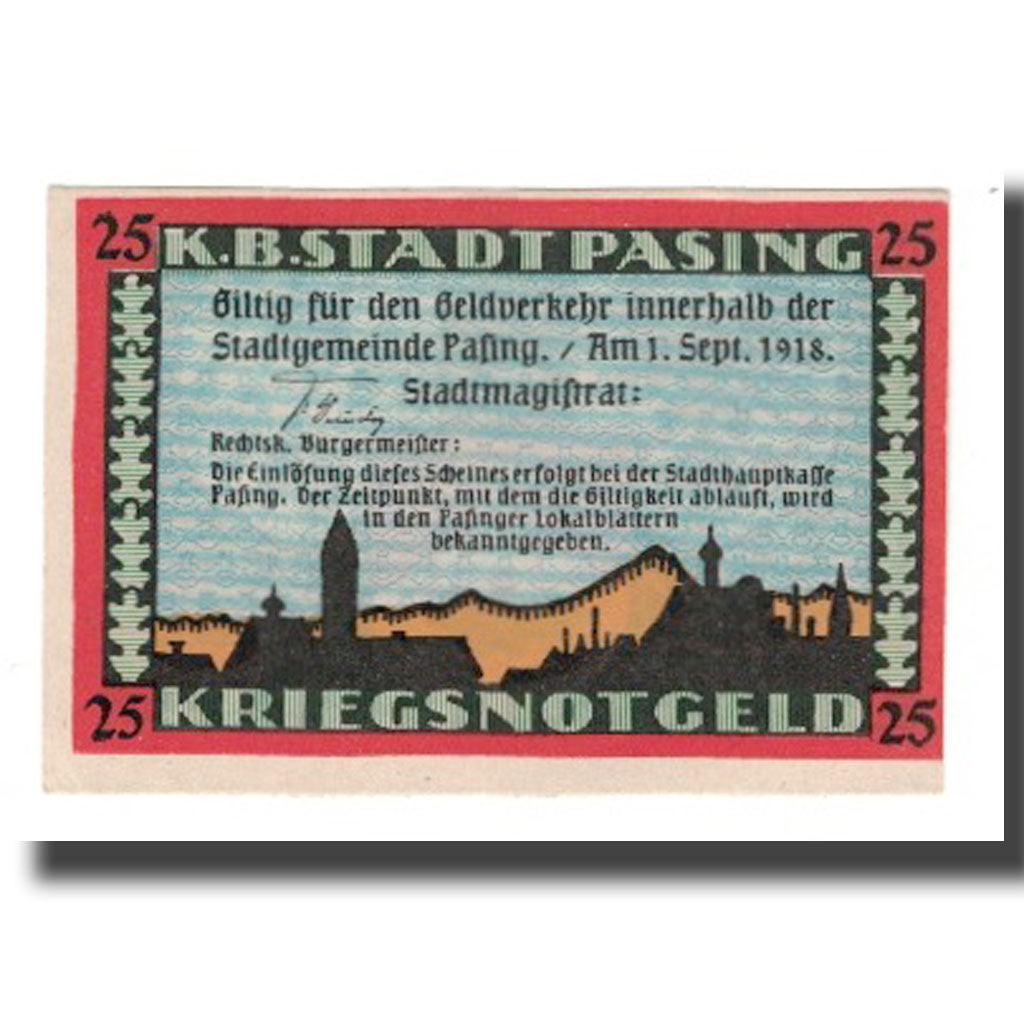 25 K.B.STADT PASING 25
Giltig für den Geldverkehr innerhalb der
Stadtgemeinde Pasing. / Am 1. Sept. 1918.
Stadtmagistrat:
Rechtsk. Bürgermeister:
Die Einlösung dieses Scheines erfolgt bei der Stadthauptkasse
Pasing. Der Zeitpunkt, mit dem die Giltigkeit abläuft, wird
in den Pasinger Lokalblättern
bekanntgegeben.
25 KRIEGSNOTGELD 25